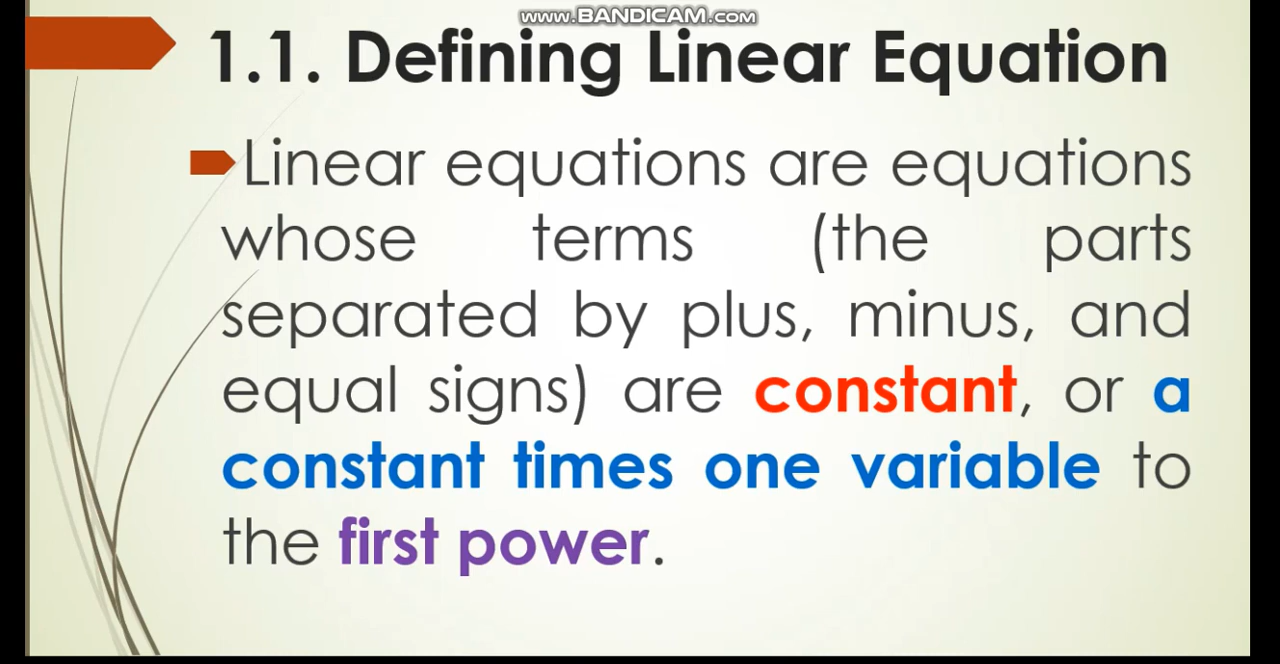 www.BANDICAM.com
1.1. Defining Linear Equation
Linear equations are equations
whose terms (the parts
separated by plus, minus, and
equal signs) are constant, or a
constant times one variable to
the first power.